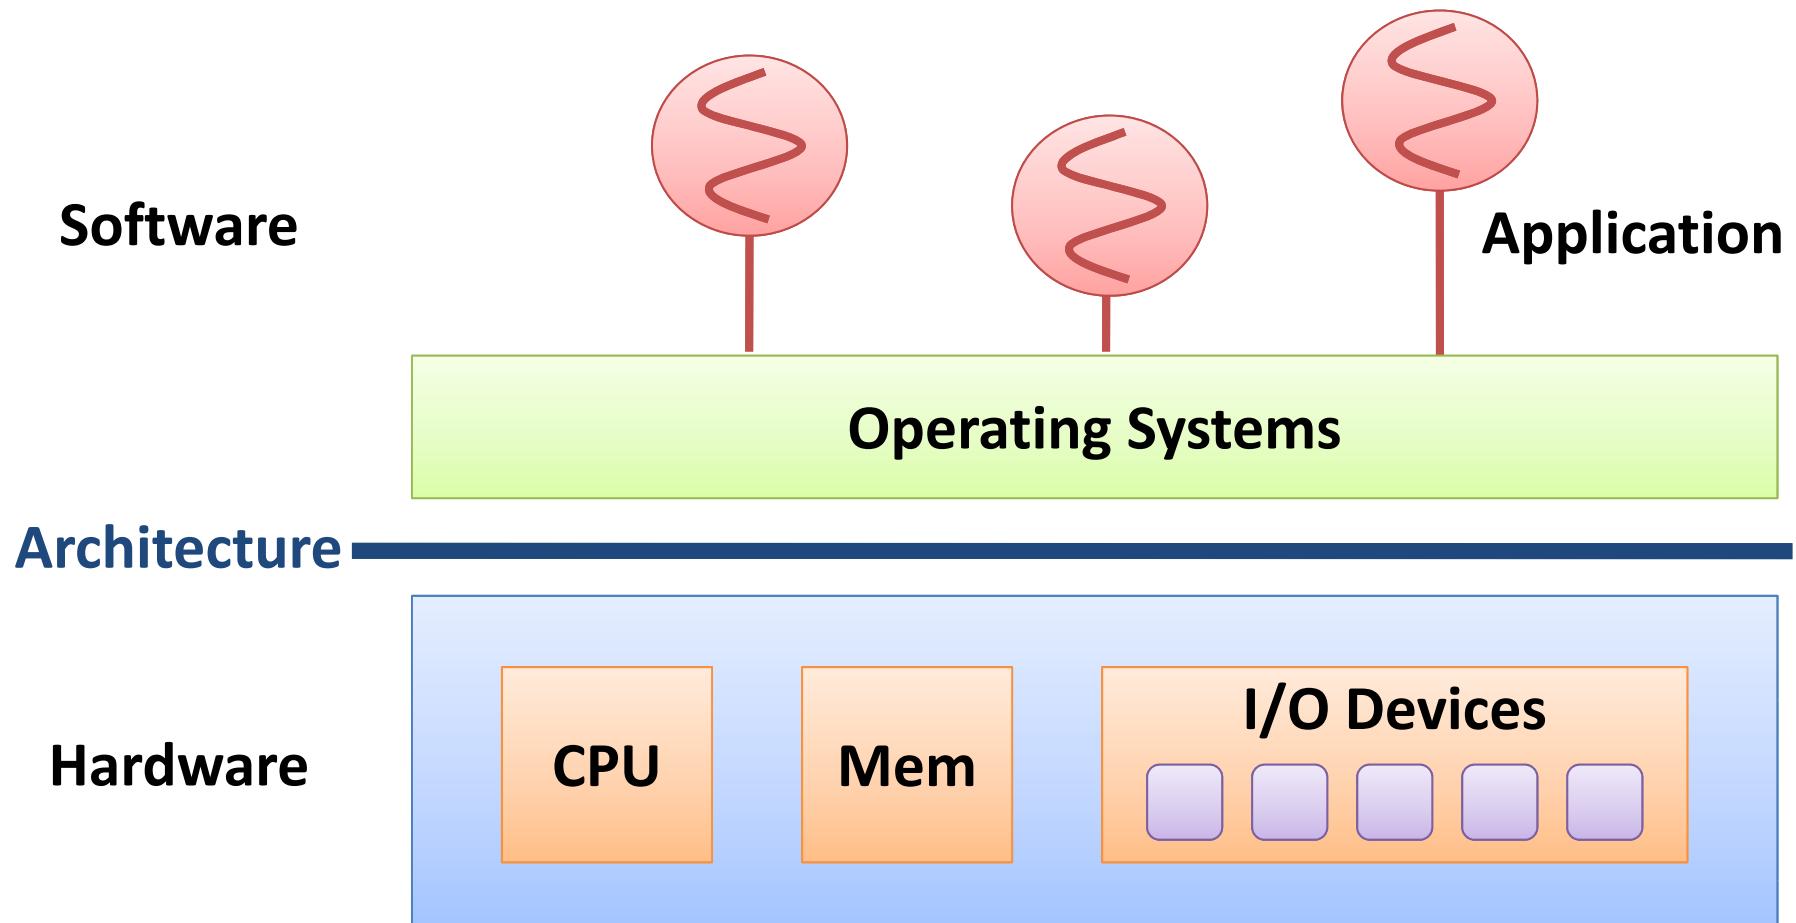 Software
Application
Operating Systems
Architecture
Hardware
CPU
Mem
I/O Devices